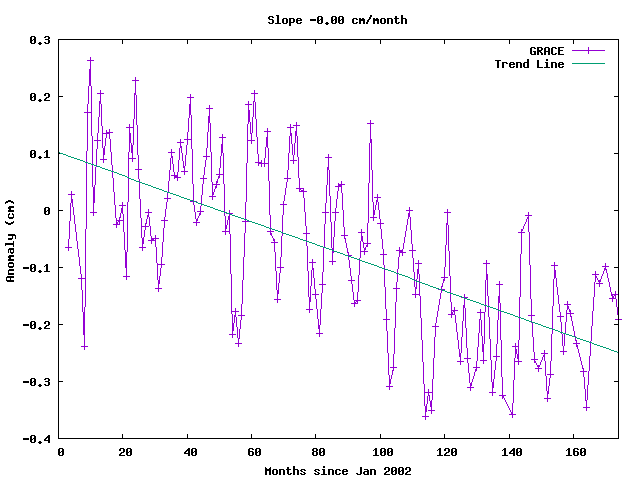 Slope -0.00 cm/month
GRACE
Trend Line
0.3
0.2
0.1
0
-0.1
-0.2
-0.3
-0.4
Anomaly (cm)
0 20 40 60 80 100 120 140 160
Months since Jan 2002